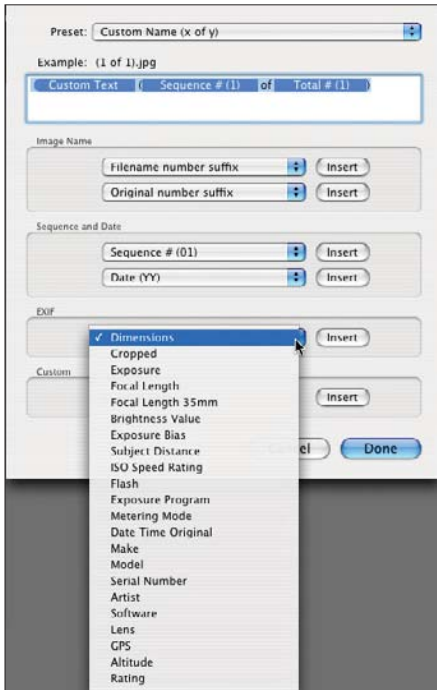 Preset: Custom Name (x of y)
Example: (1 of 1).jpg
Custom Text ( Sequence # (1) of Total # (1) )
Image Name
Filename number suffix Insert
Original number suffix Insert
Sequence and Date
Sequence # (01) Insert
Date (YY) Insert
EXIF
✓ Dimensions Insert
Cropped
Custom
Exposure
Focal Length Insert
Focal Length 35mm
Brightness Value
Exposure Bias
Subject Distance Done
ISO Speed Rating
Flash
Exposure Program
Metering Mode
Date Time Original
Make
Model
Serial Number
Artist
Software
Lens
GPS
Altitude
Rating